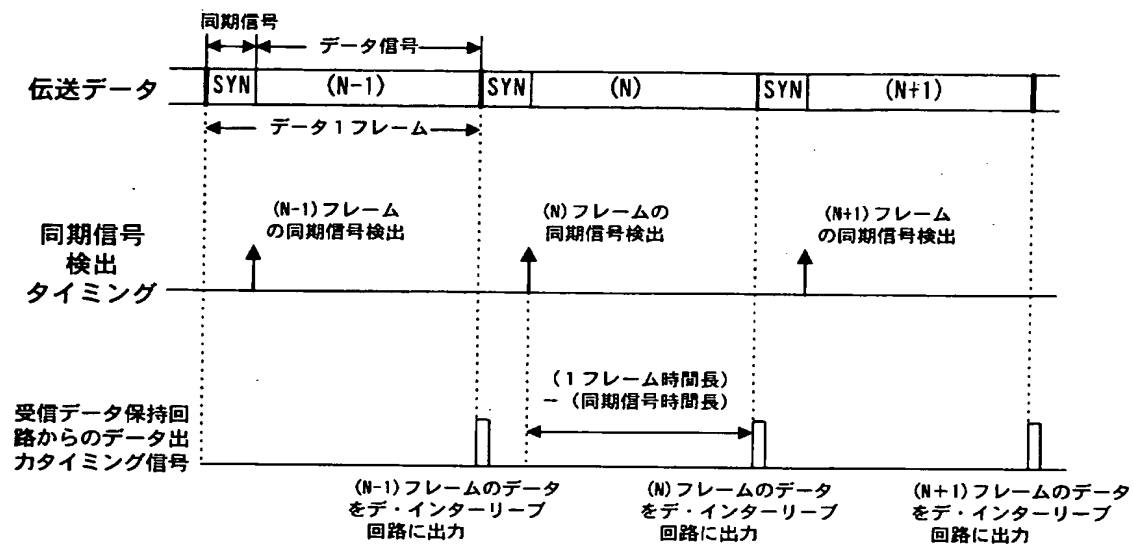 同期信号
データ信号
伝送データ
SYN
(N-1)
SYN
(N)
SYN
(N+1)
データ1フレーム
同期信号
検出
タイミング
(N-1)フレーム
の同期信号検出
(N)フレームの
同期信号検出
(N+1)フレーム
の同期信号検出
(1フレーム時間長)
－(同期信号時間長)
受信データ保持回
路からのデータ出
力タイミング信号
(N-1)フレームのデータ
をデ・インターリーブ
回路に出力
(N)フレームのデータ
をデ・インターリーブ
回路に出力
(N+1)フレームのデータ
をデ・インターリーブ
回路に出力